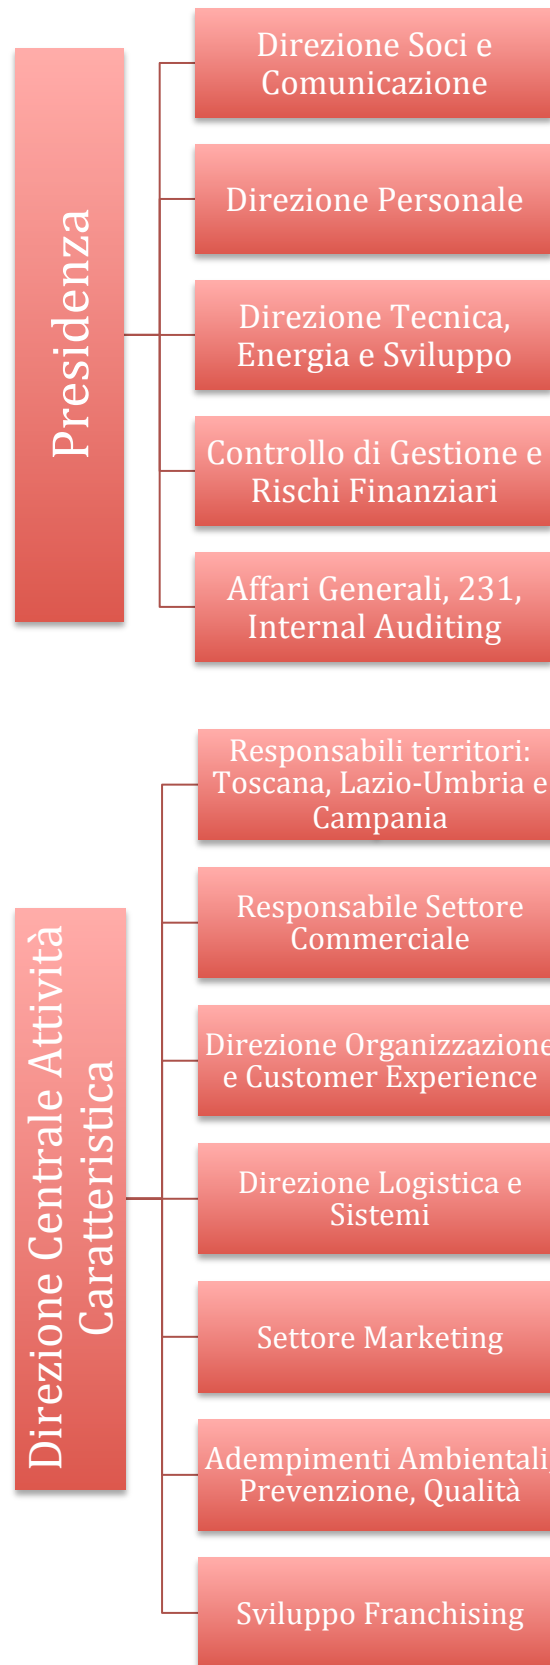 Presidenza
Direzione Soci e
Comunicazione
Direzione Personale
Direzione Tecnica,
Energia e Sviluppo
Controllo di Gestione e
Rischi Finanziari
Affari Generali, 231,
Internal Auditing
Direzione Centrale Attività
Caratteristica
Responsabili territori:
Toscana, Lazio-Umbria e
Campania
Responsabile Settore
Commerciale
Direzione Organizzazione
e Customer Experience
Direzione Logistica e
Sistemi
Settore Marketing
Adempimenti Ambientali,
Prevenzione, Qualità
Sviluppo Franchising